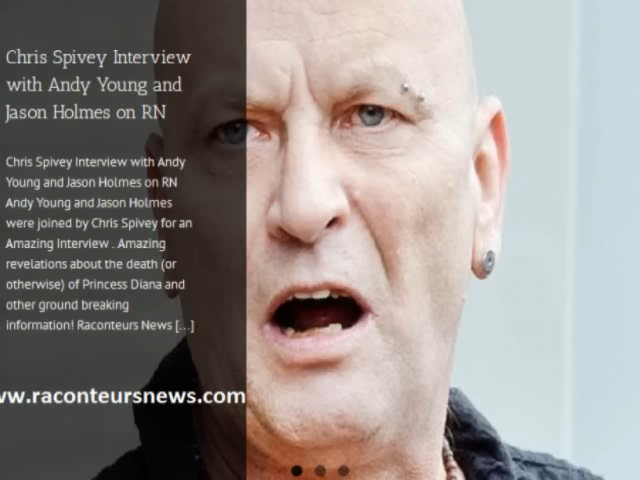 Chris Spivey Interview
with Andy Young and
Jason Holmes on RN
Chris Spivey Interview with Andy
Young and Jason Holmes on RN
Andy Young and Jason Holmes
were joined by Chris Spivey for an
Amazing Interview . Amazing
revelations about the death (or
otherwise) of Princess Diana and
other ground breaking
information! Raconteurs News [...]
vw.raconteursnews.com